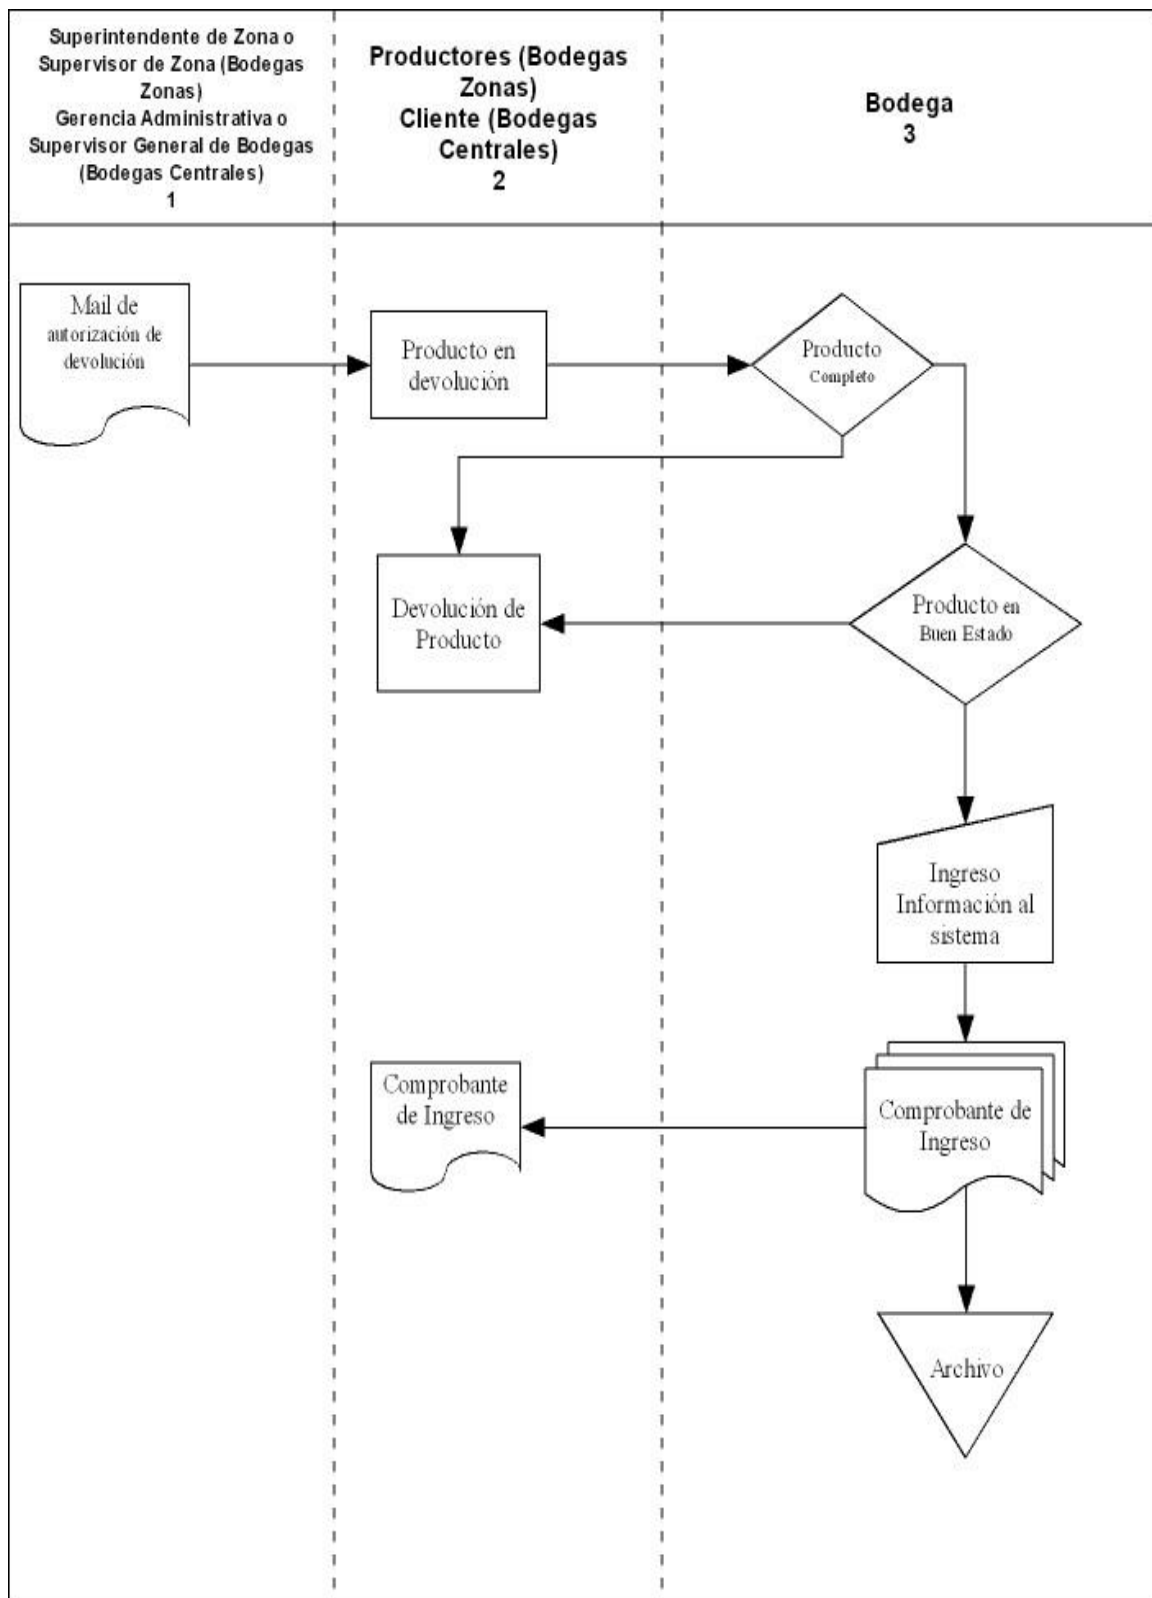 Superintendente de Zona o
Supervisor de Zona (Bodegas
Zonas)
Gerencia Administrativa o
Supervisor General de Bodegas
(Bodegas Centrales)
1
Productores (Bodegas
Zonas)
Cliente (Bodegas
Centrales)
2
Bodega
3
Mail de
autorización de
devolución
Producto en
devolución
Producto
Completo
Devolución de
Producto
Producto en
Buen Estado
Ingreso
Información al
sistema
Comprobante
de Ingreso
Comprobante de
Ingreso
Archivo